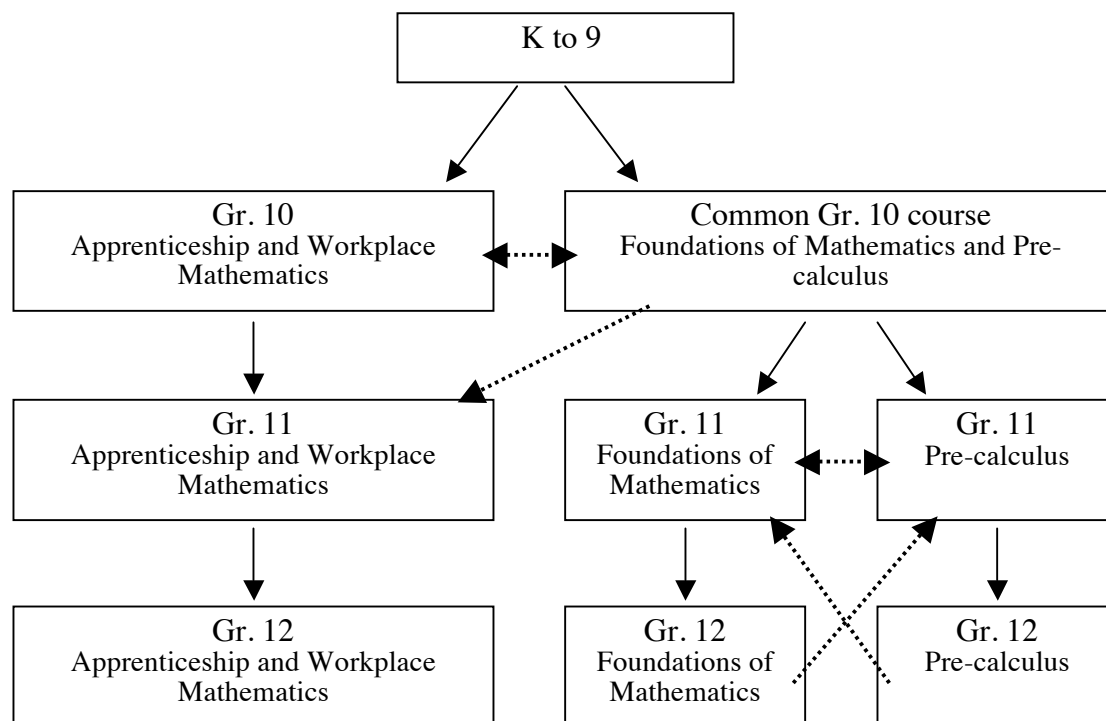 K to 9
Gr. 10
Apprenticeship and Workplace
Mathematics
Common Gr. 10 course
Foundations of Mathematics and Pre-
calculus
Gr. 11
Apprenticeship and Workplace
Mathematics
Gr. 11
Foundations of
Mathematics
Gr. 11
Pre-calculus
Gr. 12
Apprenticeship and Workplace
Mathematics
Gr. 12
Foundations of
Mathematics
Gr. 12
Pre-calculus